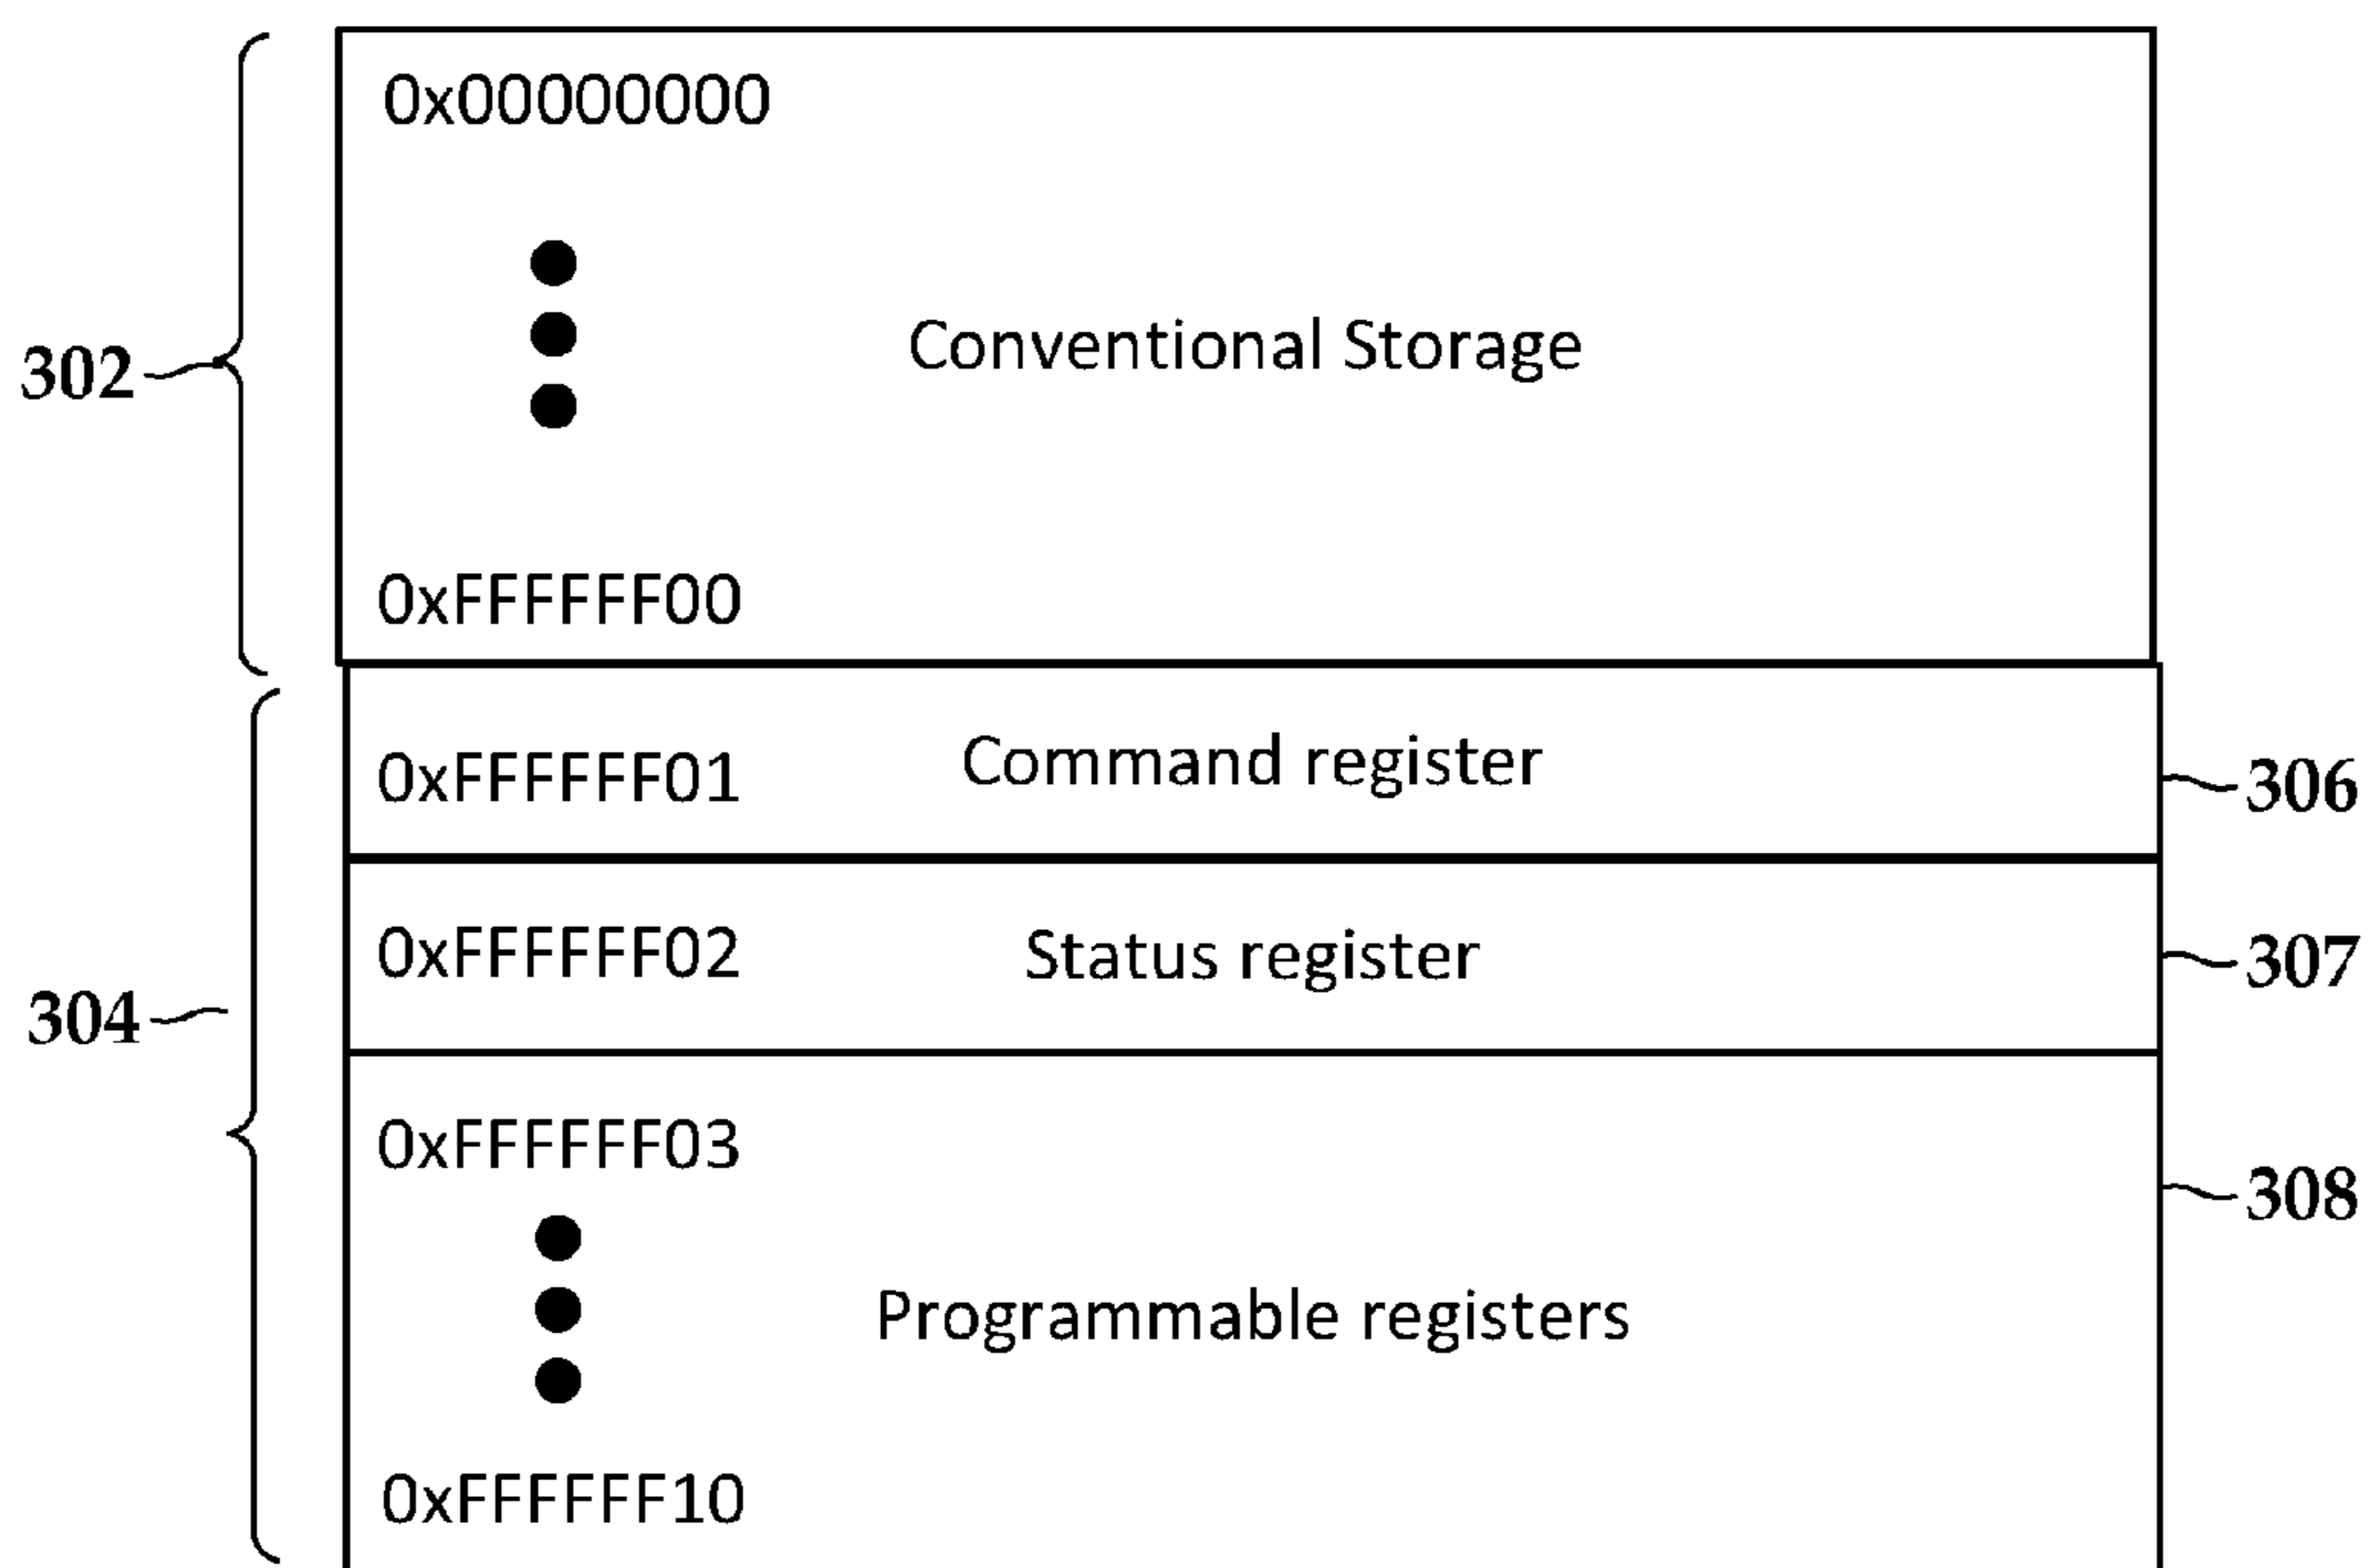 0x00000000
302
Conventional Storage
0xFFFFFF00
0xFFFFFF01
Command register
306
0xFFFFFF02
Status register
307
304
0xFFFFFF03
308
Programmable registers
0xFFFFFF10